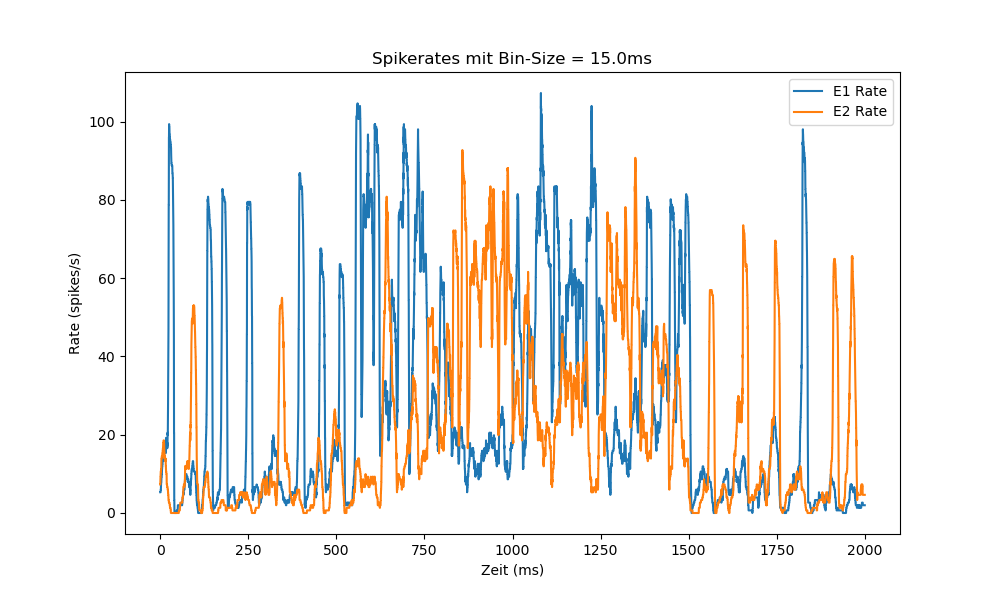 Spikerates mit Bin-Size = 15.0ms
E1 Rate
E2 Rate
Rate (spikes/s)
100
80
60
40
20
0
0 250 500 750 1000 1250 1500 1750 2000
Zeit (ms)